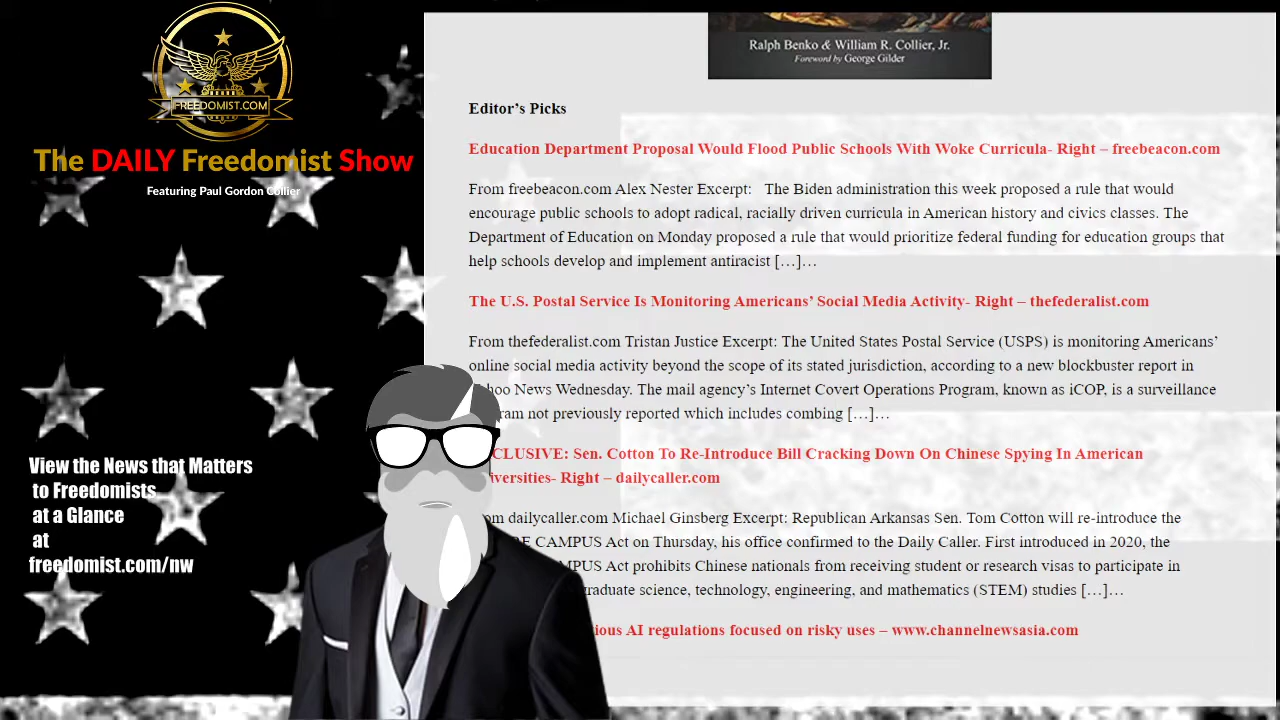 FREEDOMIST.COM
The DAILY Freedomist Show
Featuring Paul Gordon Collier
View the News that Matters
to Freedomists
at a Glance
at
freedomist.com/nw
Ralph Benko & William R. Collier, Jr.
Foreword by George Gilder
Editor's Picks
Education Department Proposal Would Flood Public Schools With Woke Curricula- Right – freebeacon.com
From freebeacon.com Alex Nester Excerpt: The Biden administration this week proposed a rule that would
encourage public schools to adopt radical, racially driven curricula in American history and civics classes. The
Department of Education on Monday proposed a rule that would prioritize federal funding for education groups that
help schools develop and implement antiracist […]…
The U.S. Postal Service Is Monitoring Americans' Social Media Activity- Right – thefederalist.com
From thefederalist.com Tristan Justice Excerpt: The United States Postal Service (USPS) is monitoring Americans'
online social media activity beyond the scope of its stated jurisdiction, according to a new blockbuster report in
News Wednesday. The mail agency's Internet Covert Operations Program, known as iCOP, is a surveillance
not previously reported which includes combing […]…
Sen. Cotton To Re-Introduce Bill Cracking Down On Chinese Spying In American
Right – dailycaller.com
dailycaller.com Michael Ginsberg Excerpt: Republican Arkansas Sen. Tom Cotton will re-introduce the
CAMPUS Act on Thursday, his office confirmed to the Daily Caller. First introduced in 2020, the
Act prohibits Chinese nationals from receiving student or research visas to participate in
science, technology, engineering, and mathematics (STEM) studies […]…
AI regulations focused on risky uses – www.channelnewsasia.com